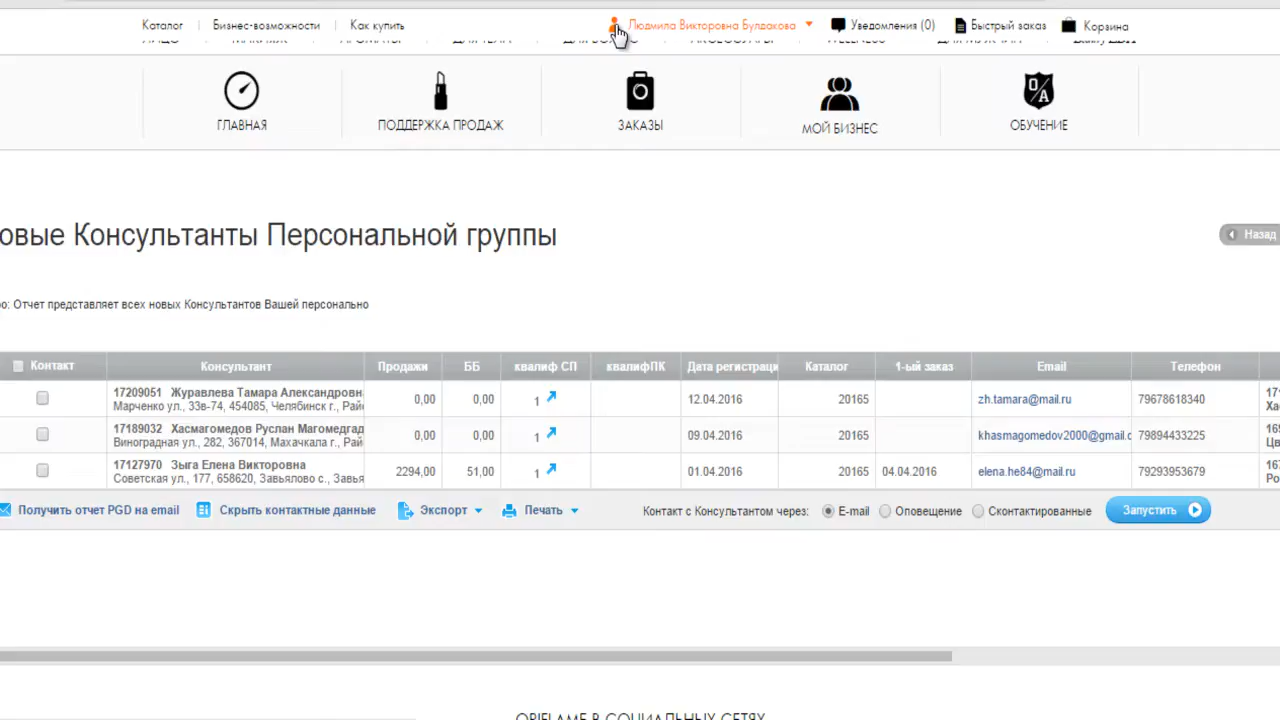 Каталог Бизнес-возможности Как купить Людмила Викторовна Булдакова Уведомления (0) Быстрый заказ Корзина
ГЛАВНАЯ ПОДДЕРЖКА ПРОДАЖ ЗАКАЗЫ МОЙ БИЗНЕС ОБУЧЕНИЕ
овые Консультанты Персональной группы
Назад
ро: Отчет представляет всех новых Консультантов Вашей персонально
Контакт Консультант Продажи ББ квалиф СП квалифПК Дата регистраци Каталог 1-ый заказ Email Телефон
17209051 Журавлева Тамара Александровн
Марченко ул., 33в-74, 454085, Челябинск г., Рай
0,00 0,00 1 12.04.2016 20165 zh.tamara@mail.ru 79678618340
17189032 Хасмагомедов Руслан Магомедгад
Виноградная ул., 282, 367014, Махачкала г., Рай
0,00 0,00 1 09.04.2016 20165 khasmagomedov2000@gmail.c 79894433225
17127970 Зыга Елена Викторовна
Советская ул., 177, 658620, Завьялово с., Завья
2294,00 51,00 1 01.04.2016 20165 04.04.2016 elena.he84@mail.ru 79293953679
Получить отчет PGD на email Скрыть контактные данные Экспорт Печать Контакт с Консультантом через: E-mail Оповещение Сконтактированные Запустить
ORIFLAME В СОЦИАЛЬНЫХ СЕТЯХ